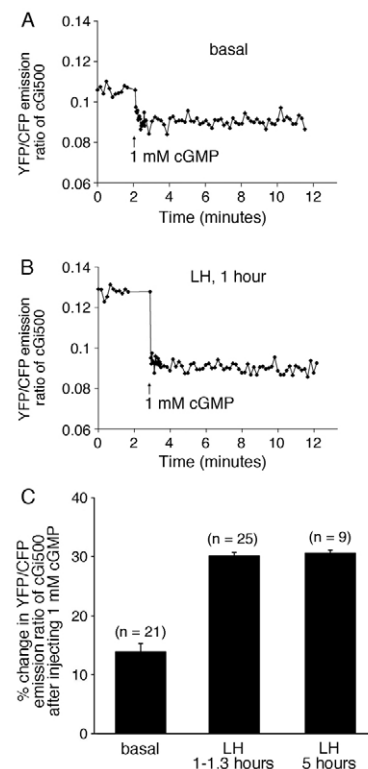 A
basal
YFP/CFP emission
ratio of cGi500
0.14
0.12
0.1
0.08
0.06
1 mM cGMP
0 2 4 6 8 10 12
Time (minutes)
B
LH, 1 hour
YFP/CFP emission
ratio of cGi500
0.14
0.12
0.1
0.08
0.06
1 mM cGMP
0 2 4 6 8 10 12
Time (minutes)
C
% change in YFP/CFP
emission ratio of cGi500
after injecting 1 mM cGMP
40
30
20
10
0
(n = 21)
(n = 25)
(n = 9)
basal
LH
1-1.3 hours
LH
5 hours